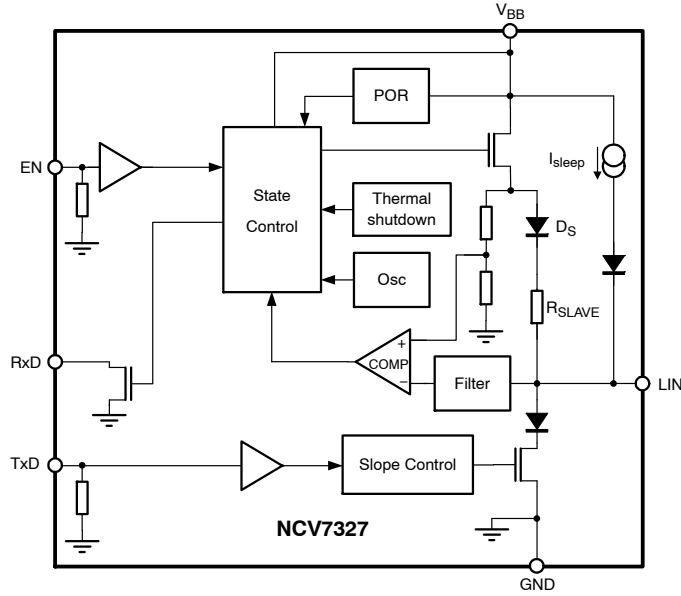 VBB
POR
EN
Isleep
State
Control
Thermal
shutdown
DS
Osc
RSLAVE
RxD
+
COMP
−
Filter
LIN
TxD
Slope Control
NCV7327
GND